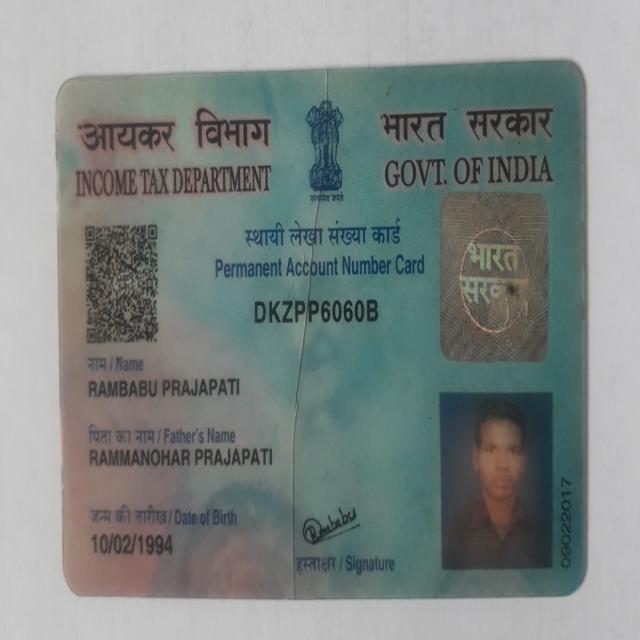 आयकर विभाग
INCOME TAX DEPARTMENT
भारत सरकार
GOVT. OF INDIA
सत्यमेव जयते
स्थायी लेखा संख्या कार्ड
Permanent Account Number Card
DKZPP6060B
भारत
सरकार
नाम / Name
RAMBABU PRAJAPATI
पिता का नाम / Father's Name
RAMMANOHAR PRAJAPATI
जन्म की तारीख / Date of Birth
10/02/1994
Rambabu
हस्ताक्षर / Signature
09022017